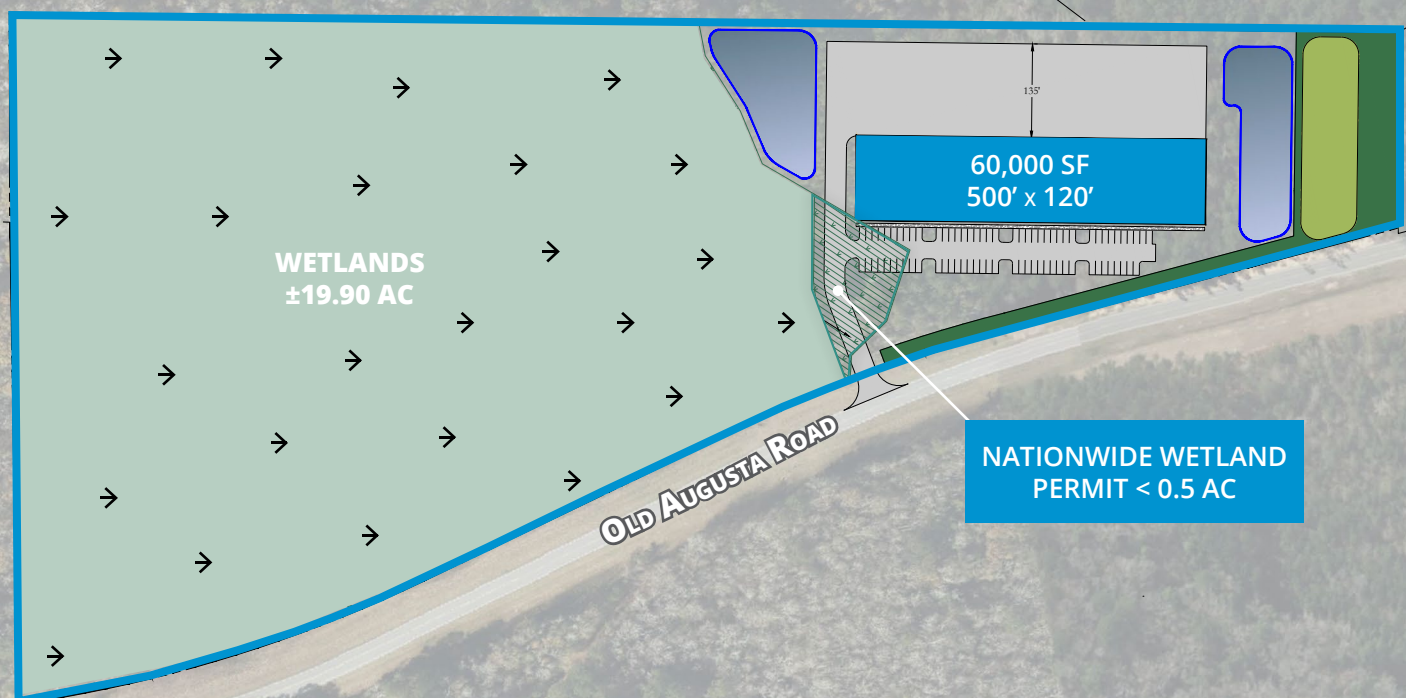 135'
60,000 SF
500’ x 120’
WETLANDS
±19.90 AC
OLD AUGUSTA ROAD
NATIONWIDE WETLAND
PERMIT < 0.5 AC